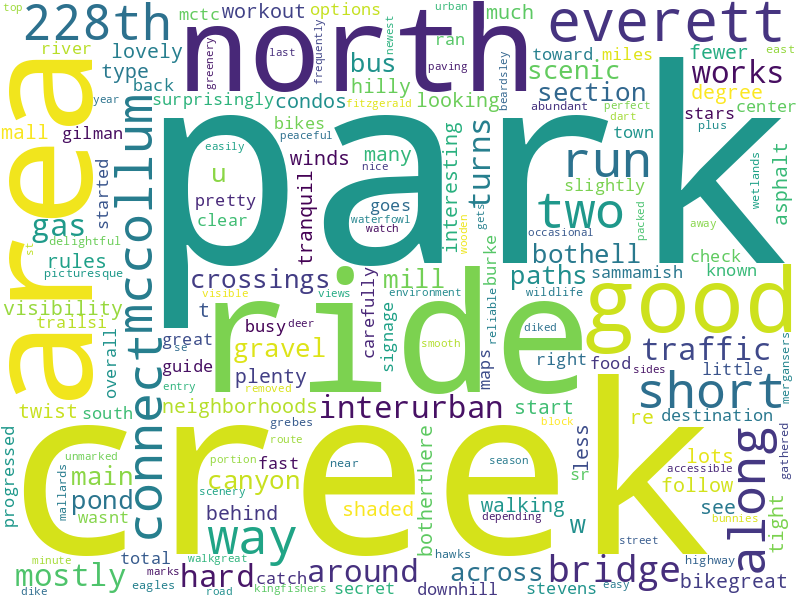 top
228th
mctc
workout
options
urban
much
everett
river
lovely
type
back
greenery
north
last
frequently
bus
ran
newest
paving
toward
miles
fewer
east
area
surprisingly
condos
hilly
fitzgerald
looking
beardsley
scenic
section
abundant
works
degree
year
mall
gilman
bikes
peaceful
many
perfect
dart
stars
plus
center
started
mccollum
park
easily
winds
nice
interesting
turns
run
town
u
pretty
tranquil
goes
slightly
wetlands
asphalt
gas
clear
waterfowl
watch
wooden
gets
two
packed
away
delightful
rules
st
picturesque
occasional
bothell
check
known
crossings
mill
burke
paths
sammamish
visibility
trailsi
visible
views
environment
reliable
wildlife
diked
good
t
ride
carefully
signage
overall
great
busy
deer
smooth
maps
right
food
sides
traffic
little
mergansers
se
guide
gravel
entry
plenty
removed
short
twist
south
connect
neighborhoods
interurban
start
re
destination
creek
grebes
route
block
less
lots
along
gathered
progressed
unmarked
main
fast
portion
near
canyon
season
sr
accessible
follow
mallards
pond
wasnt
scenery
shaded
botherthere
walking
depending
w
see
bunnies
tight
behind
way
street
total
walkgreat
hawks
highway
minute
mostly
marks
hard
catch
around
across
bridge
easy
bikegreat
dike
eagles
road
kingfishers
secret
downhill
stevens